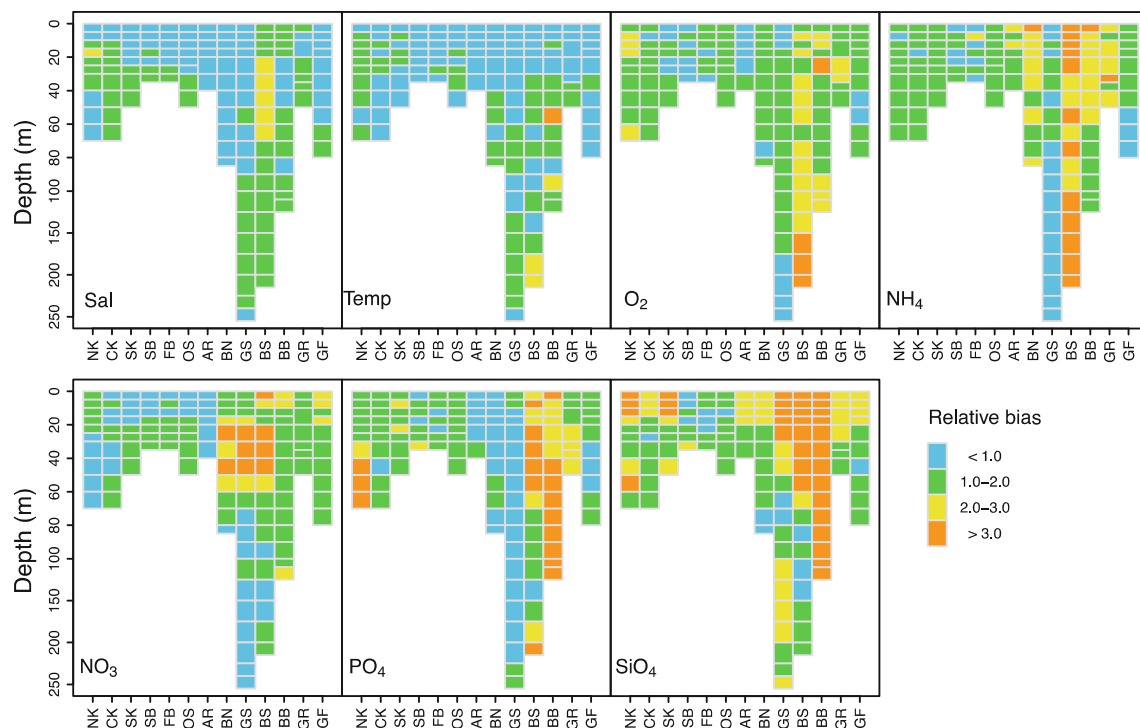 Depth (m)
0
20
40
60
80
100
150
200
250
Sal
Temp
O2
NH4
NK CK SK SB FB OS AR BN GS BS BB GR GF
NK CK SK SB FB OS AR BN GS BS BB GR GF
NK CK SK SB FB OS AR BN GS BS BB GR GF
NK CK SK SB FB OS AR BN GS BS BB GR GF
Depth (m)
0
20
40
60
80
100
150
200
250
NO3
PO4
SiO4
NK CK SK SB FB OS AR BN GS BS BB GR GF
NK CK SK SB FB OS AR BN GS BS BB GR GF
NK CK SK SB FB OS AR BN GS BS BB GR GF
Relative bias
< 1.0
1.0–2.0
2.0–3.0
> 3.0